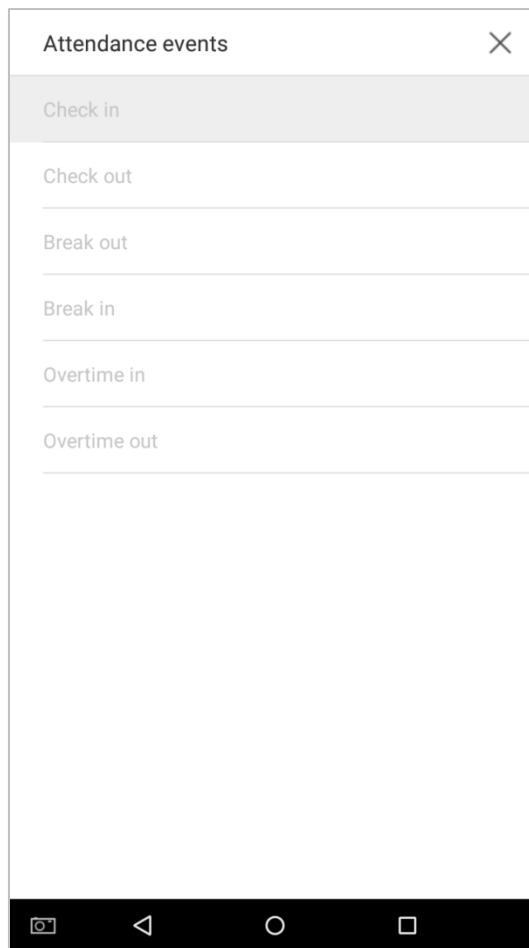 Attendance events
Check in
Check out
Break out
Break in
Overtime in
Overtime out